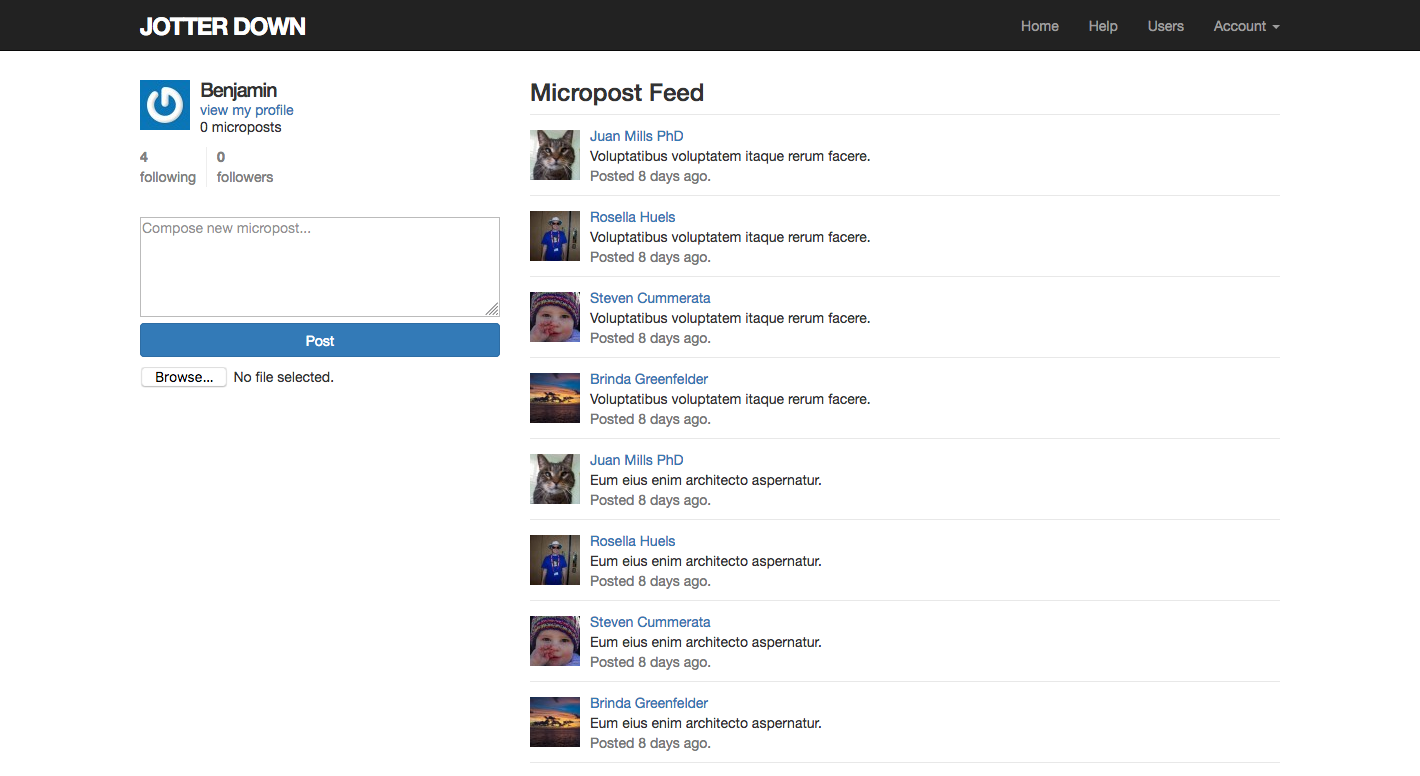 JOTTER DOWN
Home Help Users Account
Benjamin
view my profile
0 microposts
4 0
following followers
Compose new micropost...
Post
Browse... No file selected.
Micropost Feed
Juan Mills PhD
Voluptatibus voluptatem itaque rerum facere.
Posted 8 days ago.
Rosella Huels
Voluptatibus voluptatem itaque rerum facere.
Posted 8 days ago.
Steven Cummerata
Voluptatibus voluptatem itaque rerum facere.
Posted 8 days ago.
Brinda Greenfelder
Voluptatibus voluptatem itaque rerum facere.
Posted 8 days ago.
Juan Mills PhD
Eum eius enim architecto aspernatur.
Posted 8 days ago.
Rosella Huels
Eum eius enim architecto aspernatur.
Posted 8 days ago.
Steven Cummerata
Eum eius enim architecto aspernatur.
Posted 8 days ago.
Brinda Greenfelder
Eum eius enim architecto aspernatur.
Posted 8 days ago.